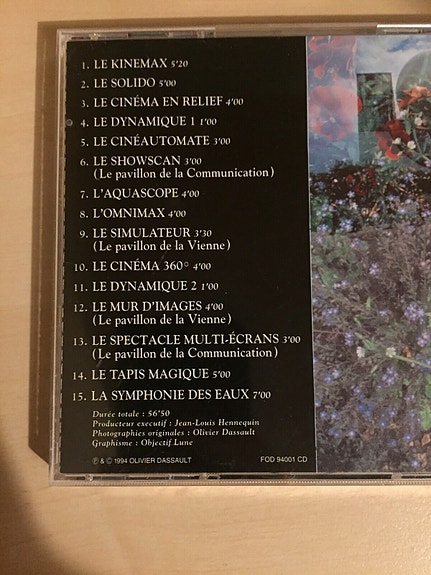 1. LE KINEMAX 5'20
2. LE SOLIDO 5'00
3. LE CINÉMA EN RELIEF 4'00
4. LE DYNAMIQUE 1 1'00
5. LE CINÉAUTOMATE 3'00
6. LE SHOWSCAN 3'00
(Le pavillon de la Communication)
7. L'AQUASCOPE 4'00
8. L'OMNIMAX 4'00
9. LE SIMULATEUR 3'30
(Le pavillon de la Vienne)
10. LE CINÉMA 360° 4'00
11. LE DYNAMIQUE 2 1'00
12. LE MUR D'IMAGES 4'00
(Le pavillon de la Vienne)
13. LE SPECTACLE MULTI-ÉCRANS 3'00
(Le pavillon de la Communication)
14. LE TAPIS MAGIQUE 5'00
15. LA SYMPHONIE DES EAUX 7'00
Durée totale : 56'50
Producteur executif : Jean-Louis Hennequin
Photographies originales : Olivier Dassault
Graphisme : Objectif Lune
℗ & © 1994 OLIVIER DASSAULT FOD 94001 CD